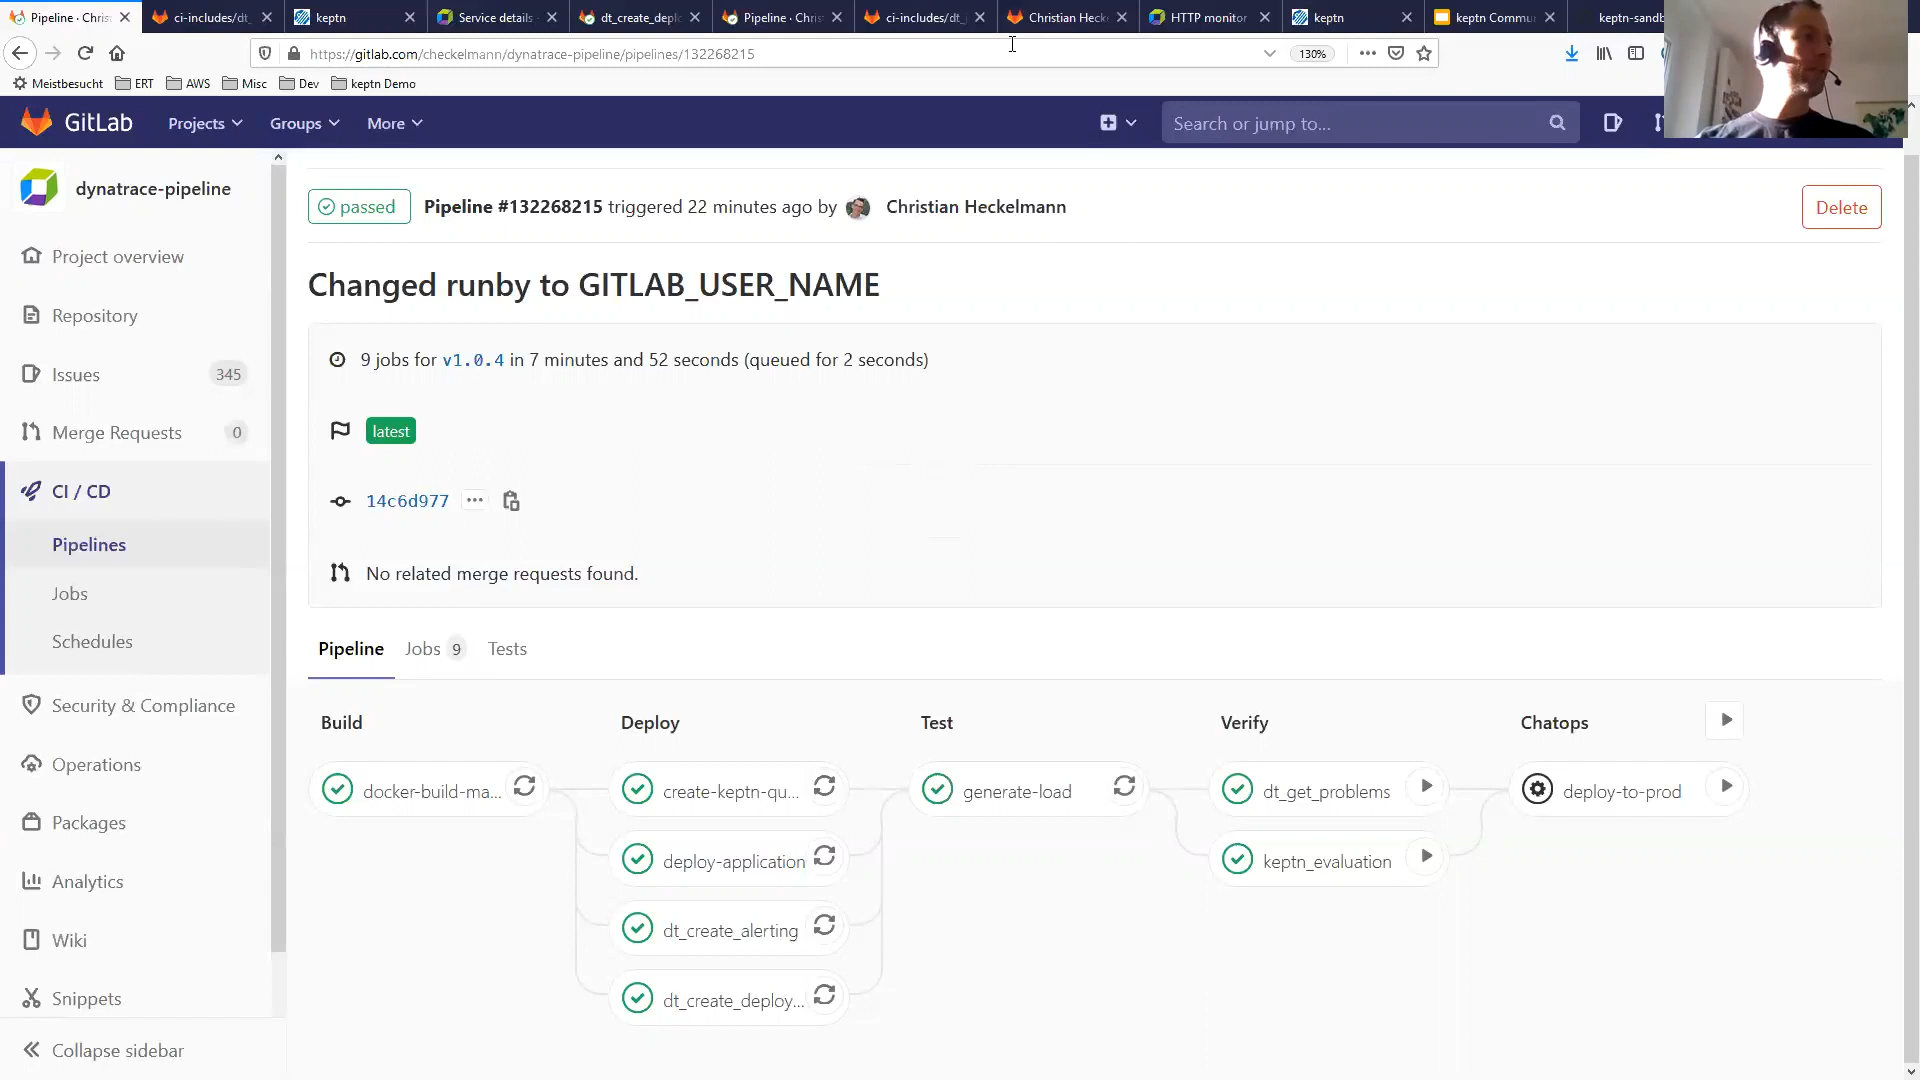 Pipeline · Chris
ci-includes/dt_
keptn
Service details
dt_create_depl
Pipeline · Chris
ci-includes/dt_
Christian Heck
HTTP monitor
keptn
keptn Commu
keptn-sandb
https://gitlab.com/checkelmann/dynatrace-pipeline/pipelines/132268215
130%
Meistbesucht
ERT
AWS
Misc
Dev
keptn Demo
GitLab
Projects
Groups
More
Search or jump to...
dynatrace-pipeline
Project overview
Repository
Issues 345
Merge Requests 0
CI / CD
Pipelines
Jobs
Schedules
Security & Compliance
Operations
Packages
Analytics
Wiki
Snippets
Collapse sidebar
passed Pipeline #132268215 triggered 22 minutes ago by Christian Heckelmann
Delete
Changed runby to GITLAB_USER_NAME
9 jobs for v1.0.4 in 7 minutes and 52 seconds (queued for 2 seconds)
latest
14c6d977 ...
No related merge requests found.
Pipeline Jobs 9 Tests
Build
docker-build-ma...
Deploy
create-keptn-qu...
deploy-application
dt_create_alerting
dt_create_deploy...
Test
generate-load
Verify
dt_get_problems
keptn_evaluation
Chatops
deploy-to-prod